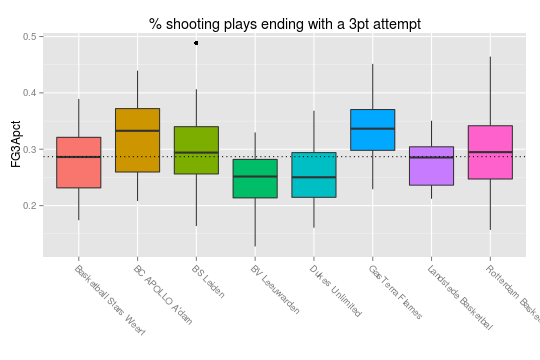 % shooting plays ending with a 3pt attempt
FG3Apct
0.5
0.4
0.3
0.2
Basketball Stars Weert
BC APOLLO A'dam
BS Leiden
BV Leeuwarden
Dukes Unlimited
GasTerra Flames
Landstede Basketbal
Rotterdam Baske